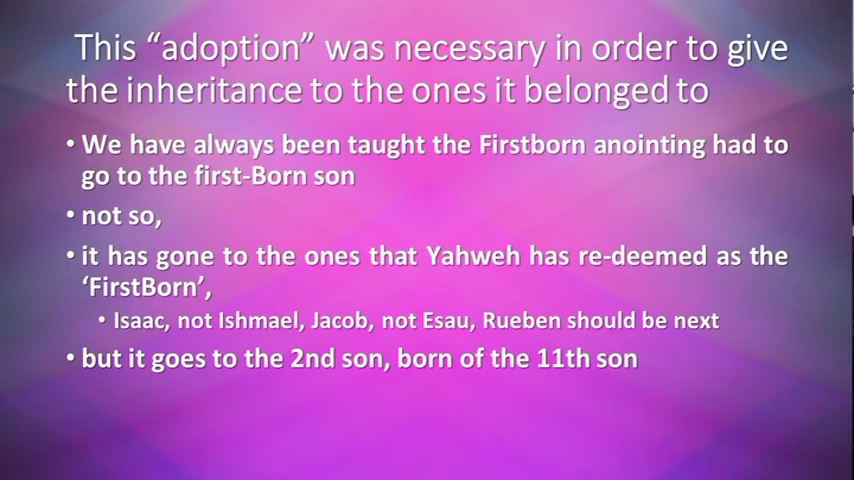 This “adoption” was necessary in order to give
the inheritance to the ones it belonged to
• We have always been taught the Firstborn anointing had to
go to the first-Born son
• not so,
• it has gone to the ones that Yahweh has re-deemed as the
‘FirstBorn’,
• Isaac, not Ishmael, Jacob, not Esau, Rueben should be next
• but it goes to the 2nd son, born of the 11th son